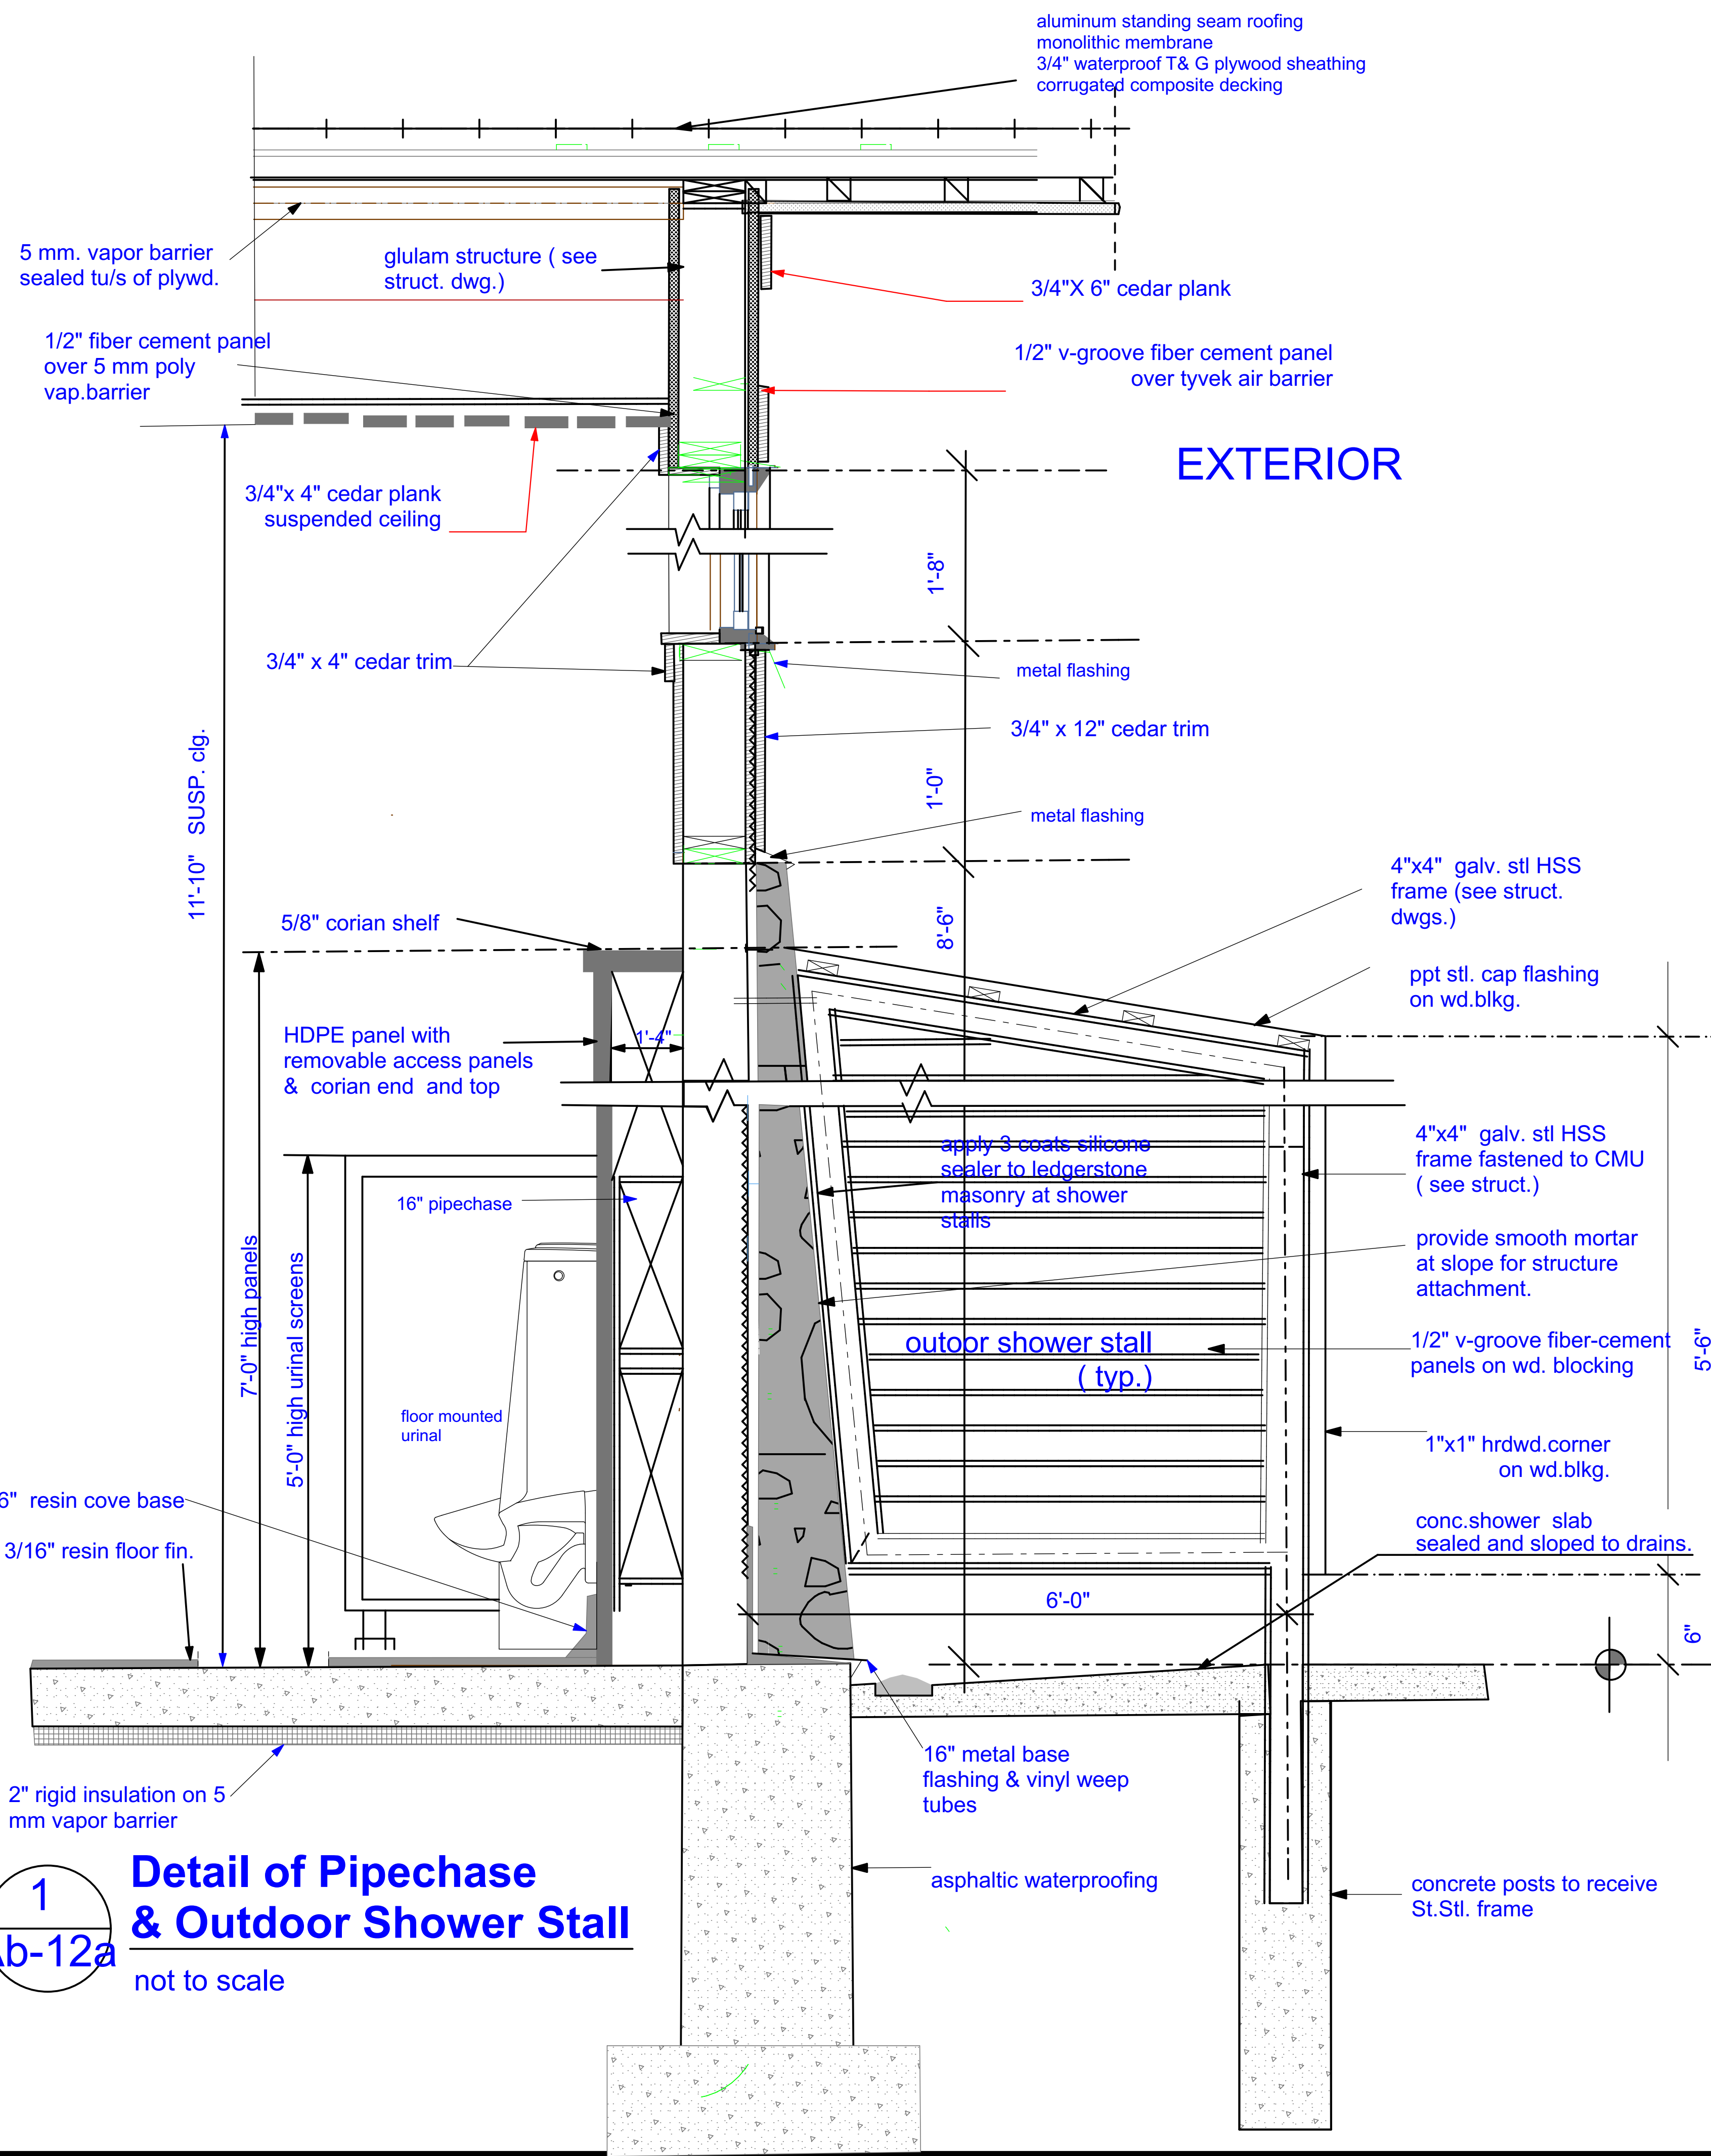 aluminum standing seam roofing
monolithic membrane
3/4" waterproof T& G plywood sheathing
corrugated composite decking
5 mm. vapor barrier
sealed tu/s of plywd.
glulam structure ( see
struct. dwg.)
3/4"X 6" cedar plank
1/2" fiber cement panel
over 5 mm poly
vap.barrier
1/2" v-groove fiber cement panel
over tyvek air barrier
EXTERIOR
3/4"x 4" cedar plank
suspended ceiling
1'-8"
3/4" x 4" cedar trim
metal flashing
3/4" x 12" cedar trim
11'-10" SUSP. clg.
1'-0"
metal flashing
4"x4" galv. stl HSS
frame (see struct.
dwgs.)
5/8" corian shelf
8'-6"
ppt stl. cap flashing
on wd.blkg.
HDPE panel with
removable access panels
& corian end and top
1'-4"
4"x4" galv. stl HSS
frame fastened to CMU
( see struct.)
apply 3 coats silicone
sealer to ledgerstone
masonry at shower
stalls
16" pipechase
7'-0" high panels
5'-0" high urinal screens
provide smooth mortar
at slope for structure
attachment.
outoor shower stall
( typ.)
1/2" v-groove fiber-cement
panels on wd. blocking
5'-6"
floor mounted
urinal
1"x1" hrdwd.corner
on wd.blkg.
6" resin cove base
3/16" resin floor fin.
conc.shower slab
sealed and sloped to drains.
6'-0"
6"
16" metal base
flashing & vinyl weep
tubes
2" rigid insulation on 5
mm vapor barrier
asphaltic waterproofing
concrete posts to receive
St.Stl. frame
1
Ab-12a
Detail of Pipechase
& Outdoor Shower Stall
not to scale